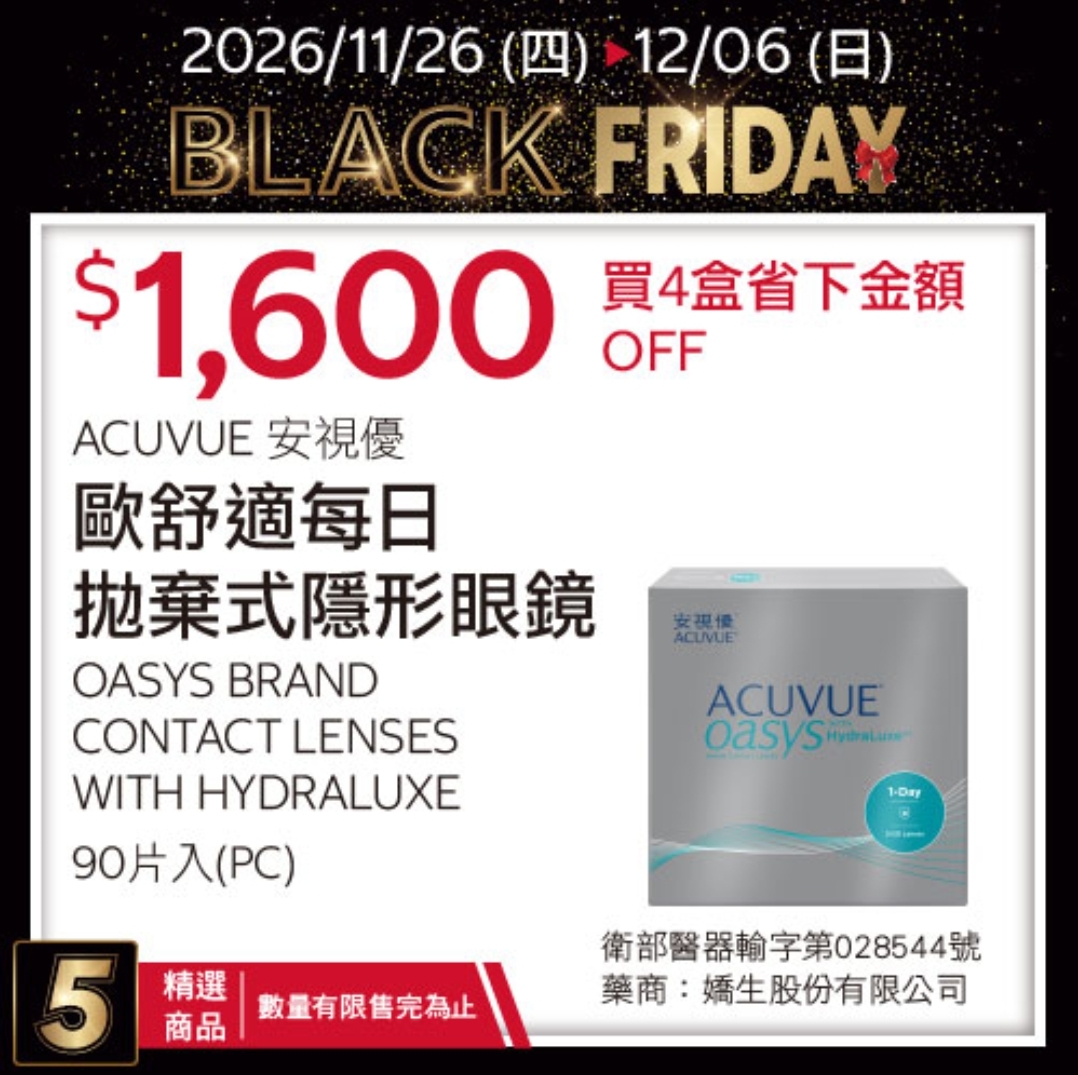 2026/11/26 (四)▶12/06 (日)
BLACK FRIDAY
$1,600
買4盒省下金額
OFF
ACUVUE 安視優
歐舒適每日
拋棄式隱形眼鏡
OASYS BRAND
CONTACT LENSES
WITH HYDRALUXE
90片入(PC)
安視優
ACUVUE™
ACUVUE®
oasys WITH HydraLuxe™
1-Day
衛部醫器輸字第028544號
藥商：嬌生股份有限公司
5
精選
商品
數量有限售完為止